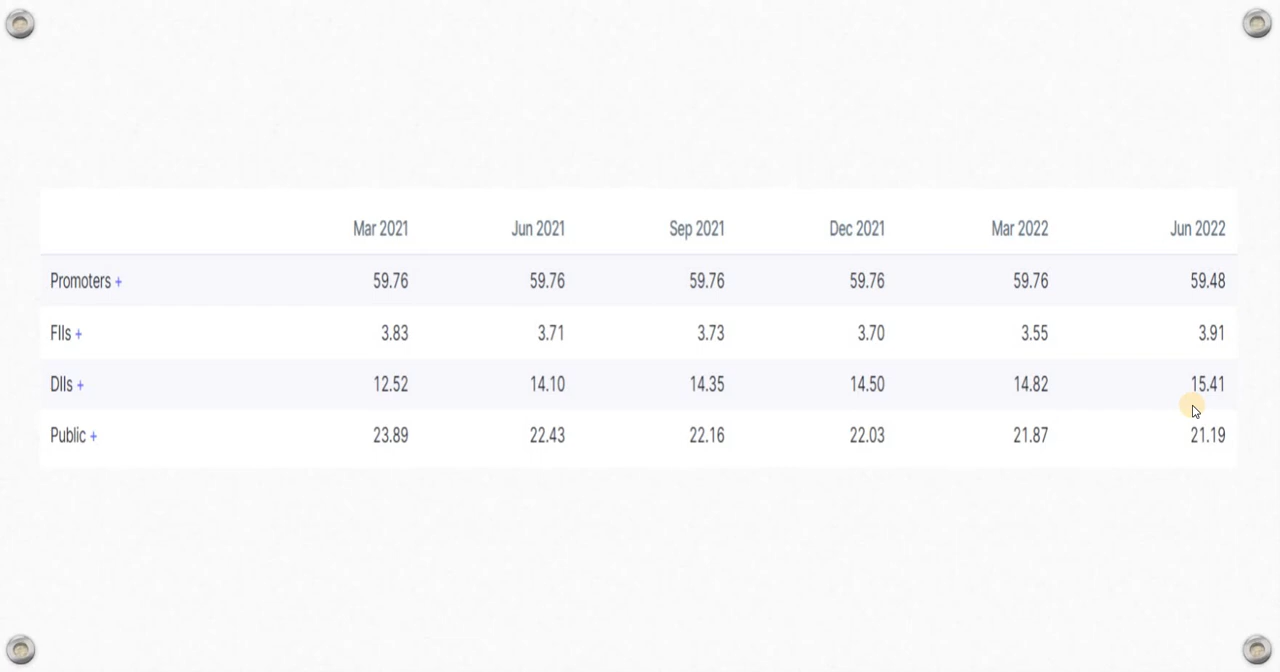 Mar 2021 Jun 2021 Sep 2021 Dec 2021 Mar 2022 Jun 2022
Promoters + 59.76 59.76 59.76 59.76 59.76 59.48
FIIs + 3.83 3.71 3.73 3.70 3.55 3.91
DIIs + 12.52 14.10 14.35 14.50 14.82 15.41
Public + 23.89 22.43 22.16 22.03 21.87 21.19